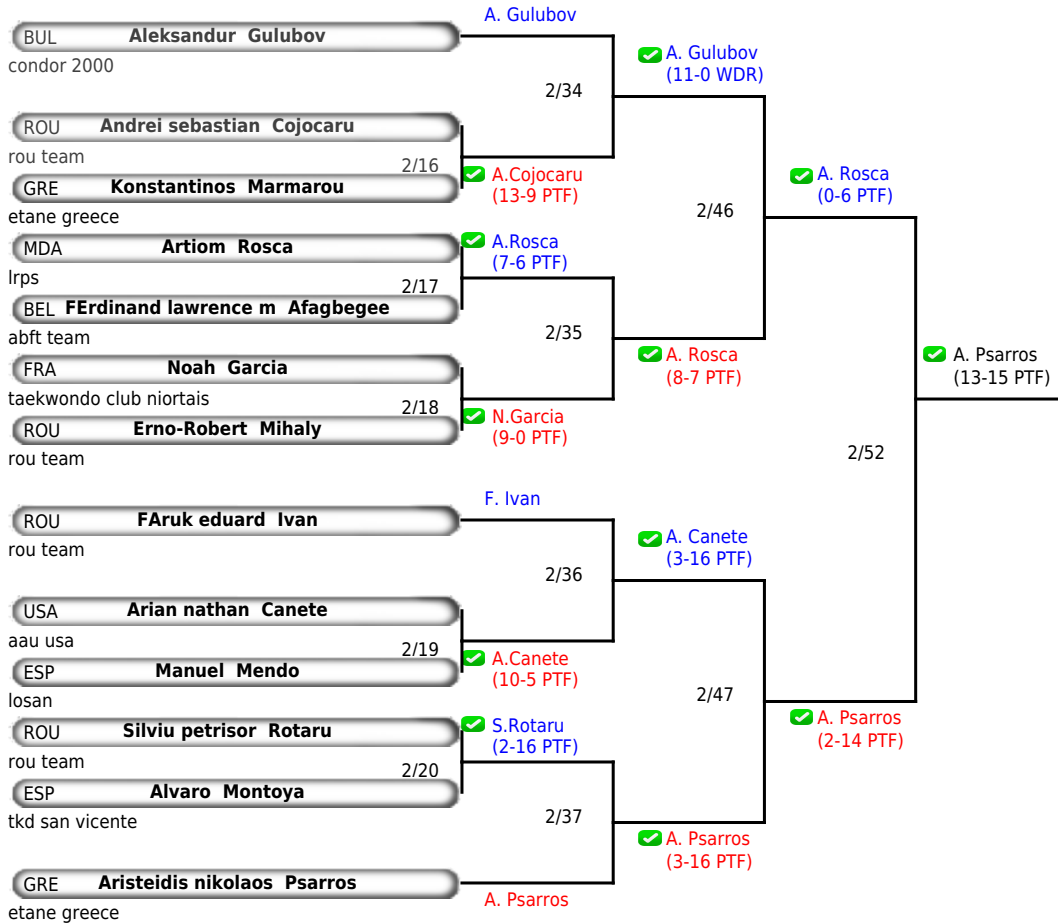 A. Gulubov
BUL Aleksandur Gulubov
condor 2000
A. Gulubov
(11-0 WDR)
2/34
ROU Andrei sebastian Cojocaru
rou team
2/16
A.Cojocaru
(13-9 PTF)
GRE Konstantinos Marmarou
etane greece
A. Rosca
(0-6 PTF)
2/46
MDA Artiom Rosca
lrps
A.Rosca
(7-6 PTF)
2/17
BEL FErdinand lawrence m Afagbegee
abft team
2/35
A. Rosca
(8-7 PTF)
FRA Noah Garcia
taekwondo club niortais
2/18
N.Garcia
(9-0 PTF)
ROU Erno-Robert Mihaly
rou team
A. Psarros
(13-15 PTF)
2/52
F. Ivan
ROU FAruk eduard Ivan
rou team
A. Canete
(3-16 PTF)
2/36
USA Arian nathan Canete
aau usa
2/19
A.Canete
(10-5 PTF)
ESP Manuel Mendo
losan
2/47
A. Psarros
(2-14 PTF)
ROU Silviu petrisor Rotaru
rou team
S.Rotaru
(2-16 PTF)
2/20
ESP Alvaro Montoya
tkd san vicente
2/37
A. Psarros
(3-16 PTF)
GRE Aristeidis nikolaos Psarros
etane greece
A. Psarros